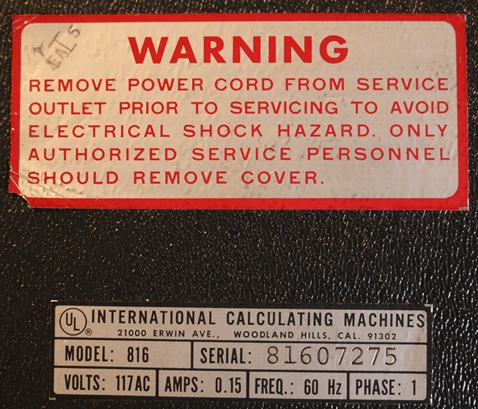 WARNING
REMOVE POWER CORD FROM SERVICE
OUTLET PRIOR TO SERVICING TO AVOID
ELECTRICAL SHOCK HAZARD. ONLY
AUTHORIZED SERVICE PERSONNEL
SHOULD REMOVE COVER.
UL ® INTERNATIONAL CALCULATING MACHINES
21000 ERWIN AVE., WOODLAND HILLS, CAL. 91302
MODEL: 816 SERIAL: 81607275
VOLTS: 117AC AMPS: 0.15 FREQ.: 60 Hz PHASE: 1